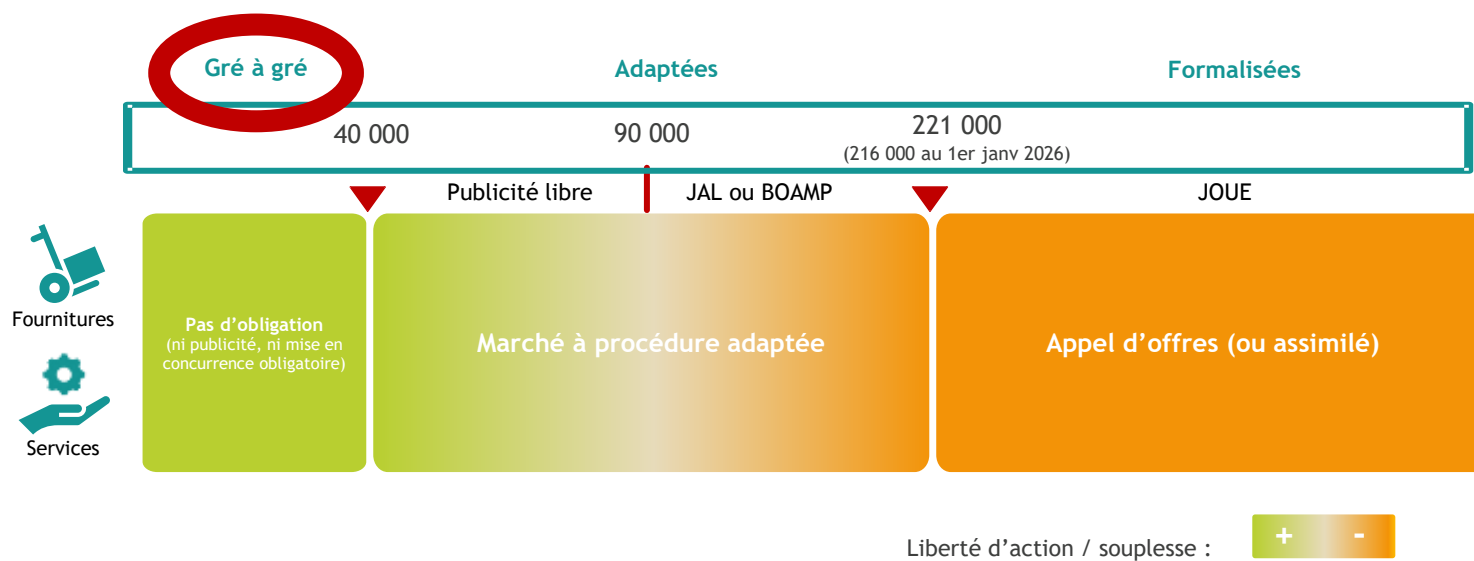 Gré à gré
Adaptées
Formalisées
40 000
90 000
221 000
(216 000 au 1er janv 2026)
Publicité libre
JAL ou BOAMP
JOUE
Fournitures
Services
Pas d’obligation
(ni publicité, ni mise en
concurrence obligatoire)
Marché à procédure adaptée
Appel d’offres (ou assimilé)
Liberté d’action / souplesse :
+ -